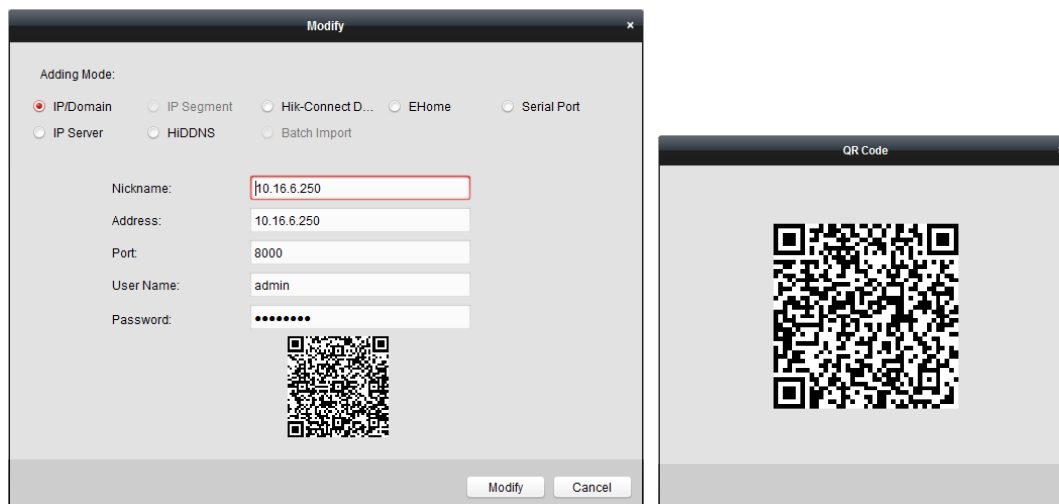 Modify
×
Adding Mode:
IP/Domain IP Segment Hik-Connect D... EHome Serial Port
IP Server HiDDNS Batch Import
Nickname: 10.16.6.250
Address: 10.16.6.250
Port: 8000
User Name: admin
Password: ●●●●●●●●
Modify Cancel
QR Code